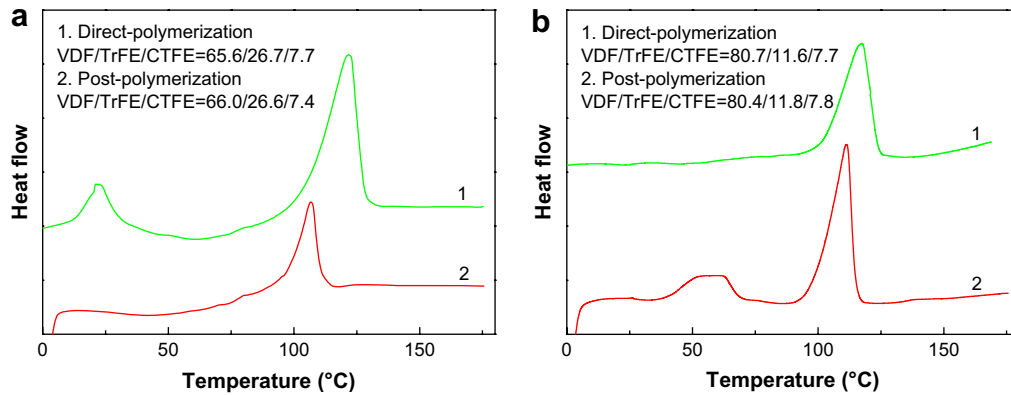 a
1. Direct-polymerization
VDF/TrFE/CTFE=65.6/26.7/7.7
2. Post-polymerization
VDF/TrFE/CTFE=66.0/26.6/7.4
1
2
Heat flow
0 50 100 150
Temperature (°C)
b
1. Direct-polymerization
VDF/TrFE/CTFE=80.7/11.6/7.7
2. Post-polymerization
VDF/TrFE/CTFE=80.4/11.8/7.8
1
2
Heat flow
0 50 100 150
Temperature (°C)